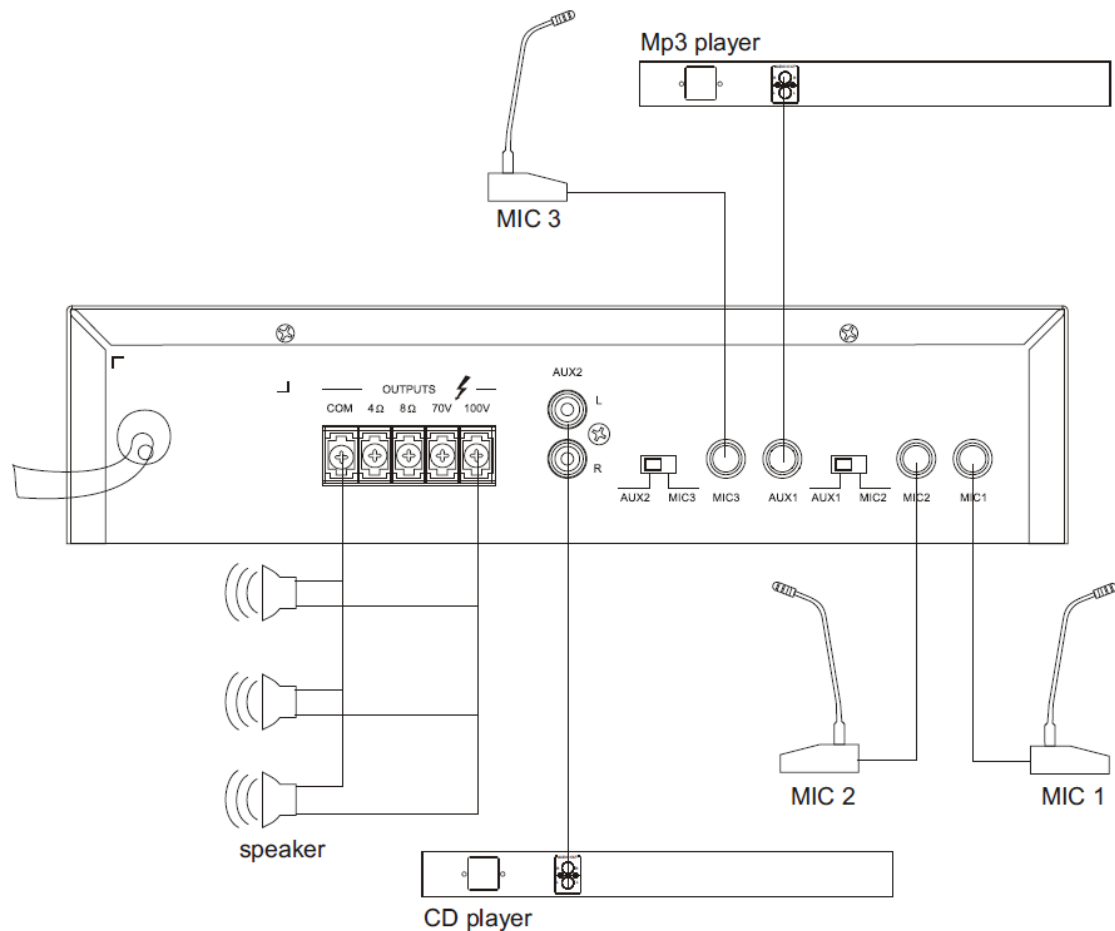 Mp3 player
MIC 3
OUTPUTS
COM 4Ω 8Ω 70V 100V
AUX2
L
R
AUX2 MIC3 MIC3 AUX1 AUX1 MIC2 MIC2 MIC1
MIC 2
MIC 1
speaker
CD player